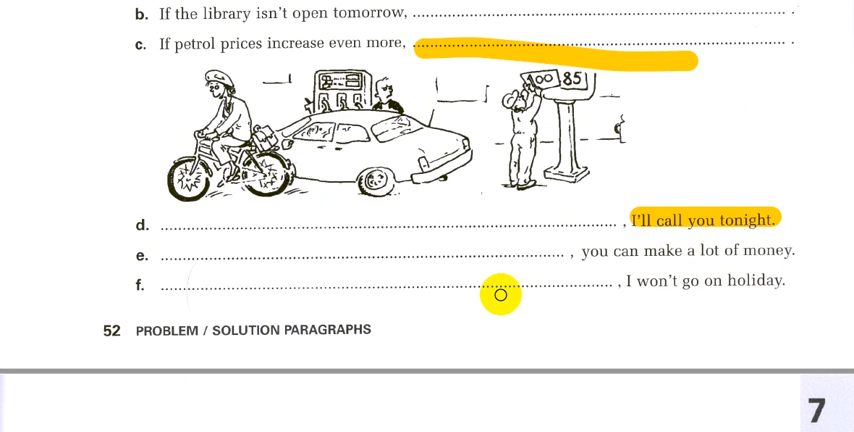 b. If the library isn't open tomorrow, .
c. If petrol prices increase even more, .
85
d. , I'll call you tonight.
e. , you can make a lot of money.
f. , I won't go on holiday.
52 PROBLEM / SOLUTION PARAGRAPHS
7